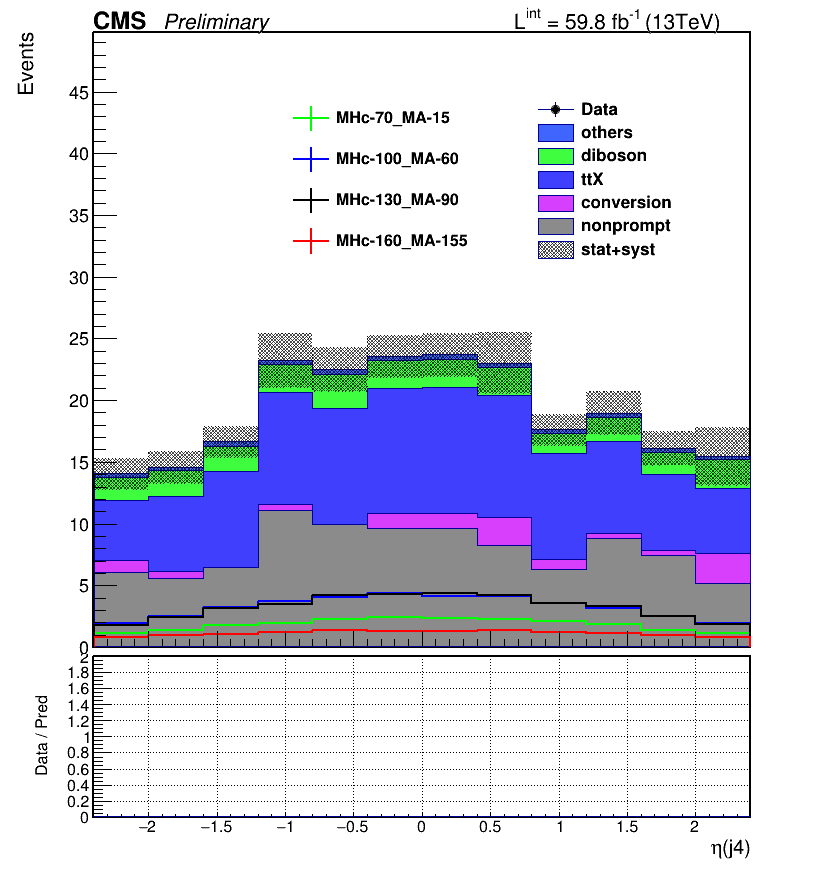 CMS Preliminary L^int = 59.8 fb^-1 (13TeV)
Events
45
40
35
30
25
20
15
10
5
0
MHc-70_MA-15
MHc-100_MA-60
MHc-130_MA-90
MHc-160_MA-155
Data
others
diboson
ttX
conversion
nonprompt
stat+syst
Data / Pred
2
1.8
1.6
1.4
1.2
1
0.8
0.6
0.4
0.2
0
−2 −1.5 −1 −0.5 0 0.5 1 1.5 2
η(j4)